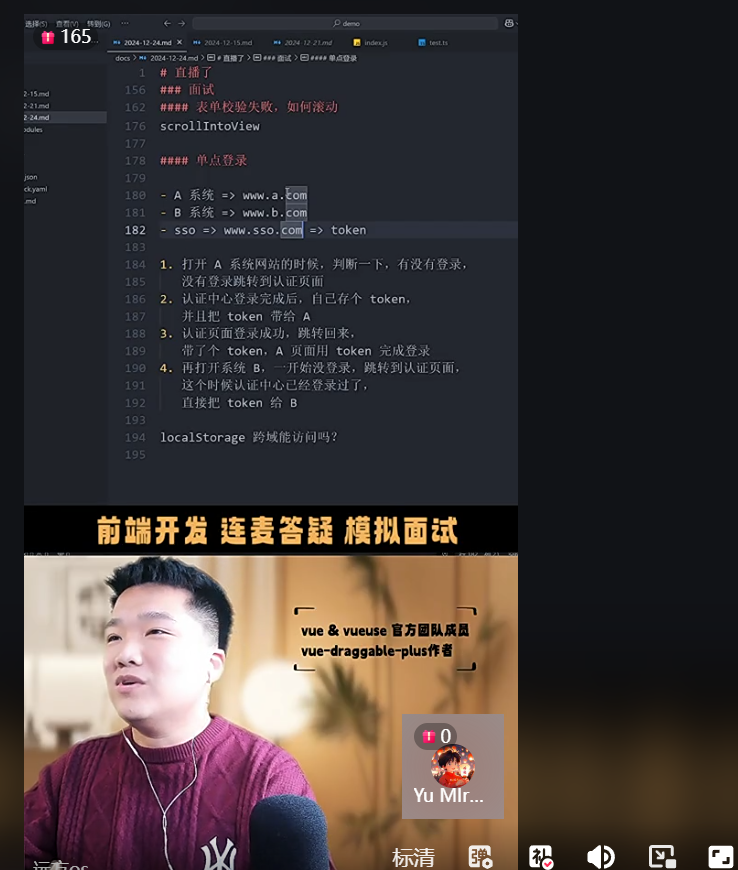 选择(S) 查看(V) 转到(G) ··· ← → demo
165
2024-12-24.md × 2024-12-15.md 2024-12-21.md index.js test.ts
docs > 2024-12-24.md > # 直播了 > ### 面试 > #### 单点登录
2-15.md
2-21.md
2-24.md
odules
json
ck.yaml
.md
1 # 直播了
156 ### 面试
162 #### 表单校验失败，如何滚动
176 scrollIntoView
177
178 #### 单点登录
179
180 - A 系统 => www.a.com
181 - B 系统 => www.b.com
182 - sso => www.sso.com => token
183
184 1. 打开 A 系统网站的时候，判断一下，有没有登录，
185 没有登录跳转到认证页面
186 2. 认证中心登录完成后，自己存个 token，
187 并且把 token 带给 A
188 3. 认证页面登录成功，跳转回来，
189 带了个 token，A 页面用 token 完成登录
190 4. 再打开系统 B，一开始没登录，跳转到认证页面，
191 这个时候认证中心已经登录过了，
192 直接把 token 给 B
193
194 localStorage 跨域能访问吗？
195
前端开发 连麦答疑 模拟面试
vue & vueuse 官方团队成员
vue-draggable-plus作者
0
Yu MIr...
NY
标清 弹 礼